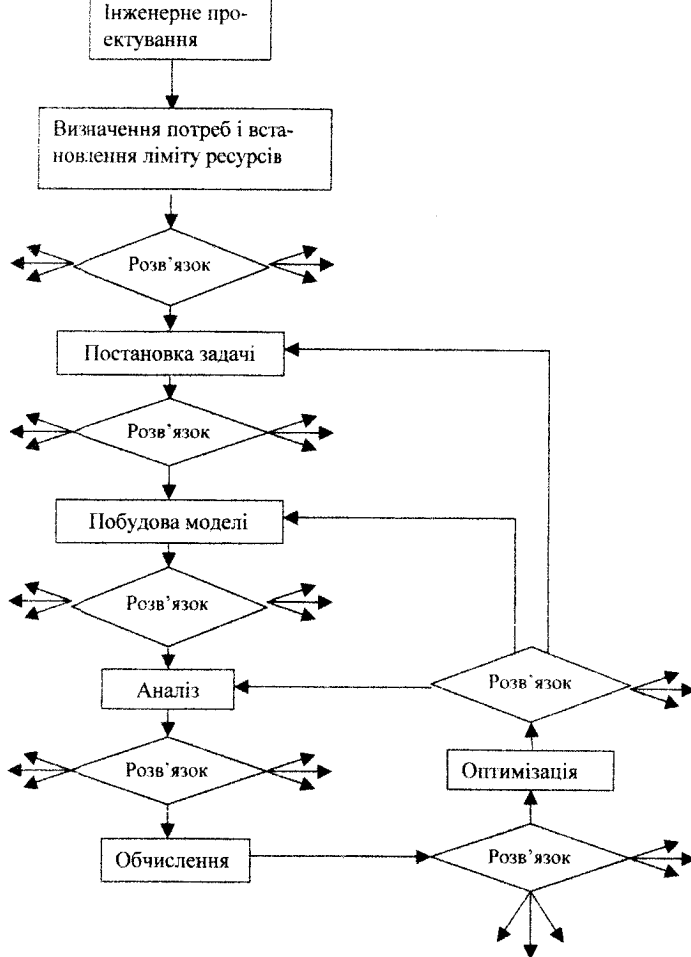 Інженерне про-
ектування
Визначення потреб і вста-
новлення ліміту ресурсів
Розв’язок
Постановка задачі
Розв’язок
Побудова моделі
Розв’язок
Аналіз
Розв’язок
Розв’язок
Оптимізація
Обчислення
Розв’язок